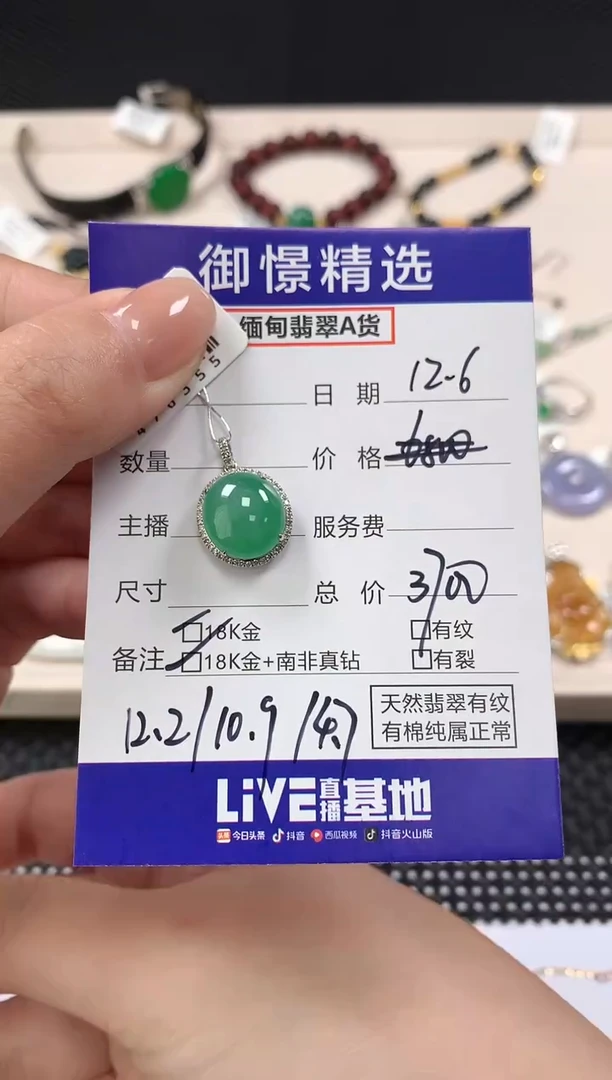 御憬精选
缅甸翡翠A货
日 期 12-6
数量 价 格 6800
主播 服务费
尺寸 总 价 3700
备注 18K金 有纹
18K金+南非真钻 有裂
12.2/10.9/4.7
天然翡翠有纹
有棉纯属正常
LiVE直播基地
头条 今日头条 抖音 西瓜视频 抖音火山版